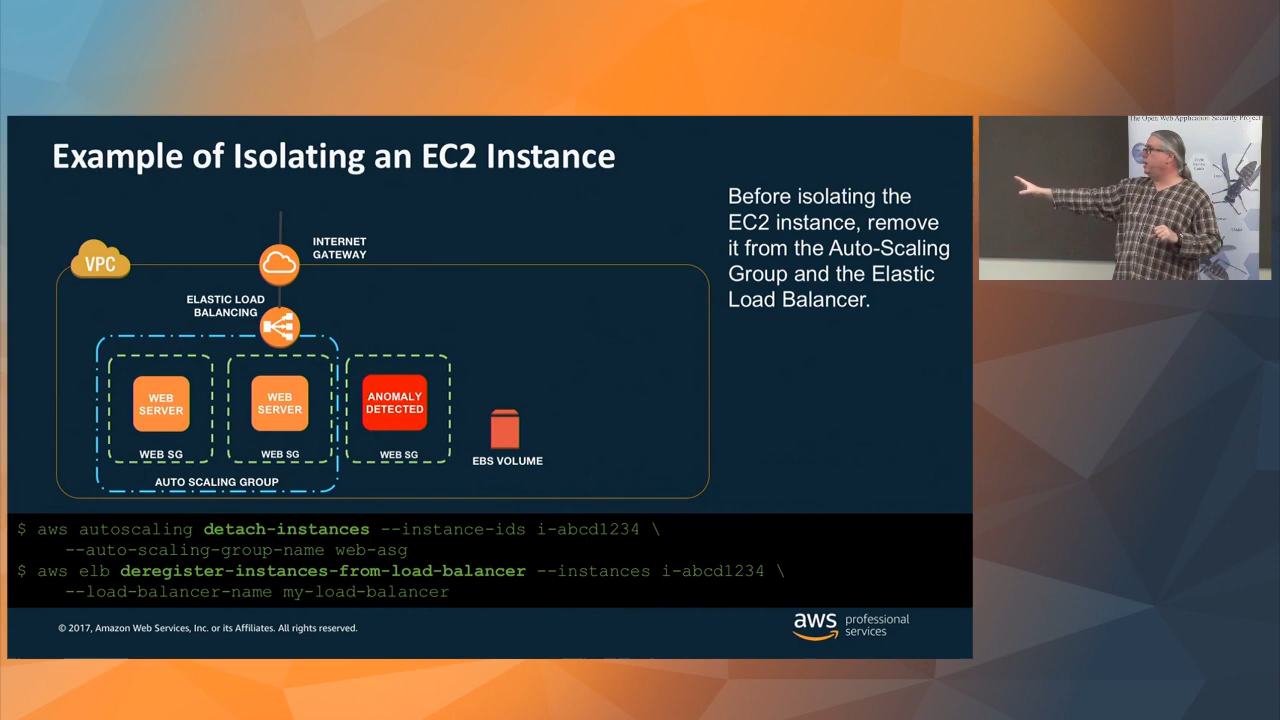 Example of Isolating an EC2 Instance
Before isolating the
EC2 instance, remove
it from the Auto-Scaling
Group and the Elastic
Load Balancer.
VPC
INTERNET
GATEWAY
ELASTIC LOAD
BALANCING
WEB
SERVER
WEB SG
WEB
SERVER
WEB SG
ANOMALY
DETECTED
WEB SG
AUTO SCALING GROUP
EBS VOLUME
$ aws autoscaling detach-instances --instance-ids i-abcd1234 \
--auto-scaling-group-name web-asg
$ aws elb deregister-instances-from-load-balancer --instances i-abcd1234 \
--load-balancer-name my-load-balancer
© 2017, Amazon Web Services, Inc. or its Affiliates. All rights reserved.
aws professional
services
The Open Web Application Security Project